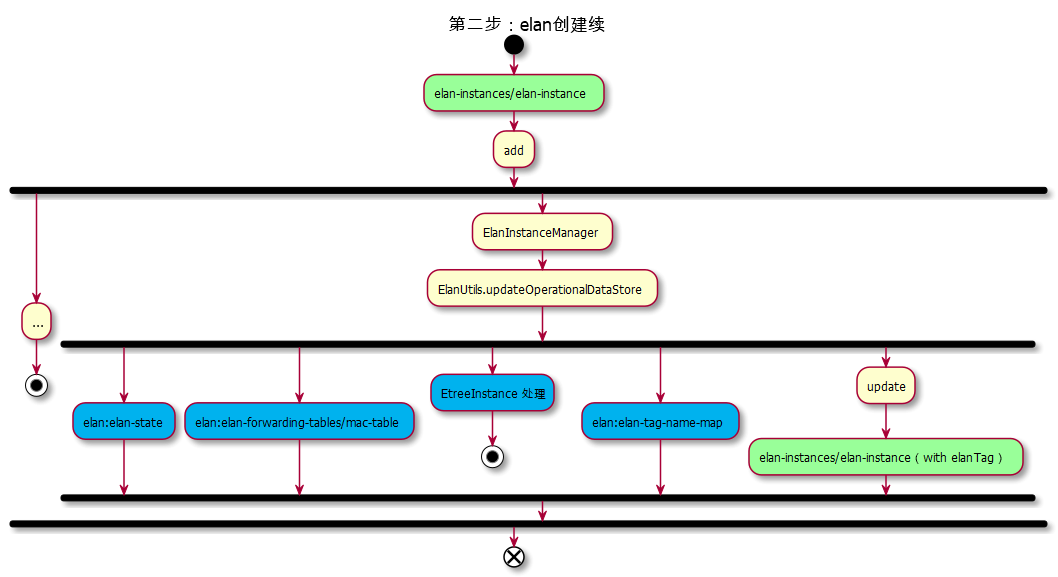 第二步：elan创建续
elan-instances/elan-instance
add
ElanInstanceManager
ElanUtils.updateOperationalDataStore
...
elan:elan-state
elan:elan-forwarding-tables/mac-table
EtreeInstance 处理
elan:elan-tag-name-map
update
elan-instances/elan-instance（with elanTag）